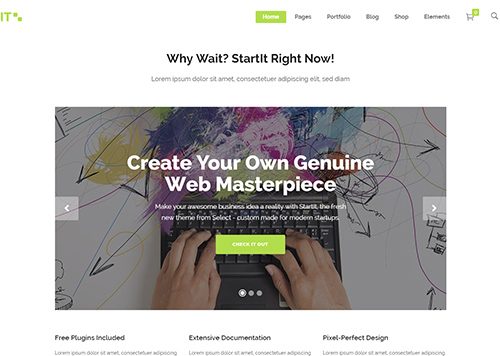 IT
Home Pages Portfolio Blog Shop Elements 0
Why Wait? StartIt Right Now!
Lorem ipsum dolor sit amet, consectetuer adipiscing elit, sed diam
Create Your Own Genuine
Web Masterpiece
Make your awesome business idea a reality with StartIt, the fresh
new theme from Select - custom made for modern startups.
CHECK IT OUT
Free Plugins Included Extensive Documentation Pixel-Perfect Design
Lorem ipsum dolor sit amet, consectetuer Lorem ipsum dolor sit amet, consectetuer Lorem ipsum dolor sit amet, consectetuer